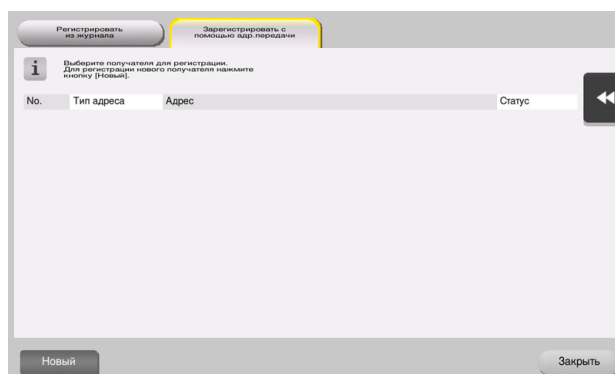 Регистрировать
из журнала
Зарегистрировать с
помощью адр.передачи
Выберите получателя для регистрации.
Для регистрации нового получателя нажмите
кнопку [Новый].
No. Тип адреса Адрес Статус
Новый Закрыть